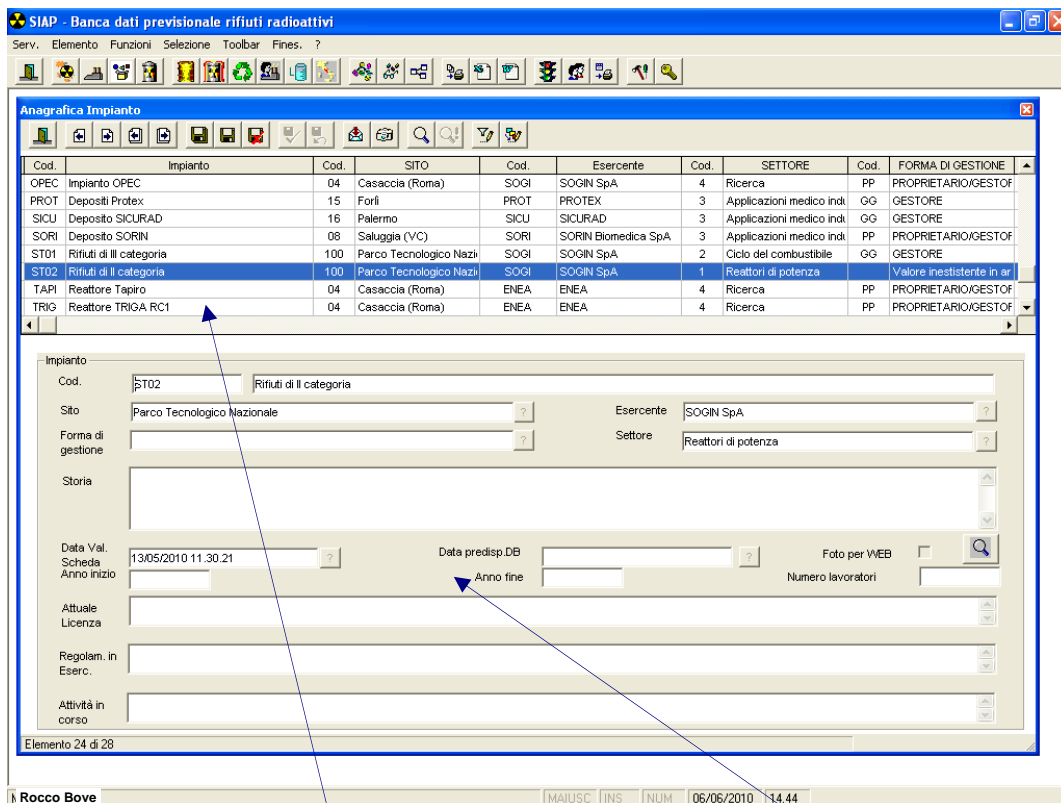 SIAP - Banca dati previsionale rifiuti radioattivi
Serv. Elemento Funzioni Selezione Toolbar Fines. ?
Anagrafica Impianto
Cod. Impianto Cod. SITO Cod. Esercente Cod. SETTORE Cod. FORMA DI GESTIONE
OPEC Impianto OPEC 04 Casaccia (Roma) SOGI SOGIN SpA 4 Ricerca PP PROPRIETARIO/GESTOF
PROT Depositi Protex 15 Forlì PROT PROTEX 3 Applicazioni medico indu GG GESTORE
SICU Deposito SICURAD 16 Palermo SICU SICURAD 3 Applicazioni medico indu GG GESTORE
SORI Deposito SORIN 08 Saluggia (VC) SORI SORIN Biomedica SpA 3 Applicazioni medico indu PP PROPRIETARIO/GESTOF
ST01 Rifiuti di III categoria 100 Parco Tecnologico Nazi SOGI SOGIN SpA 2 Ciclo del combustibile GG GESTORE
ST02 Rifiuti di II categoria 100 Parco Tecnologico Nazi SOGI SOGIN SpA 1 Reattori di potenza Valore inestistente in ar
TAPI Reattore Tapiro 04 Casaccia (Roma) ENEA ENEA 4 Ricerca PP PROPRIETARIO/GESTOF
TRIG Reattore TRIGA RC1 04 Casaccia (Roma) ENEA ENEA 4 Ricerca PP PROPRIETARIO/GESTOF
Impianto
Cod. ST02 Rifiuti di II categoria
Sito Parco Tecnologico Nazionale ? Esercente SOGIN SpA ?
Forma di gestione ? Settore Reattori di potenza ?
Storia
Data Val. Scheda 13/05/2010 11.30.21 ? Data predisp.DB ? Foto per WEB
Anno inizio Anno fine Numero lavoratori
Attuale Licenza
Regolam. in Eserc.
Attività in corso
Elemento 24 di 28
Rocco Bove MAIUSC INS NUM 06/06/2010 14.44